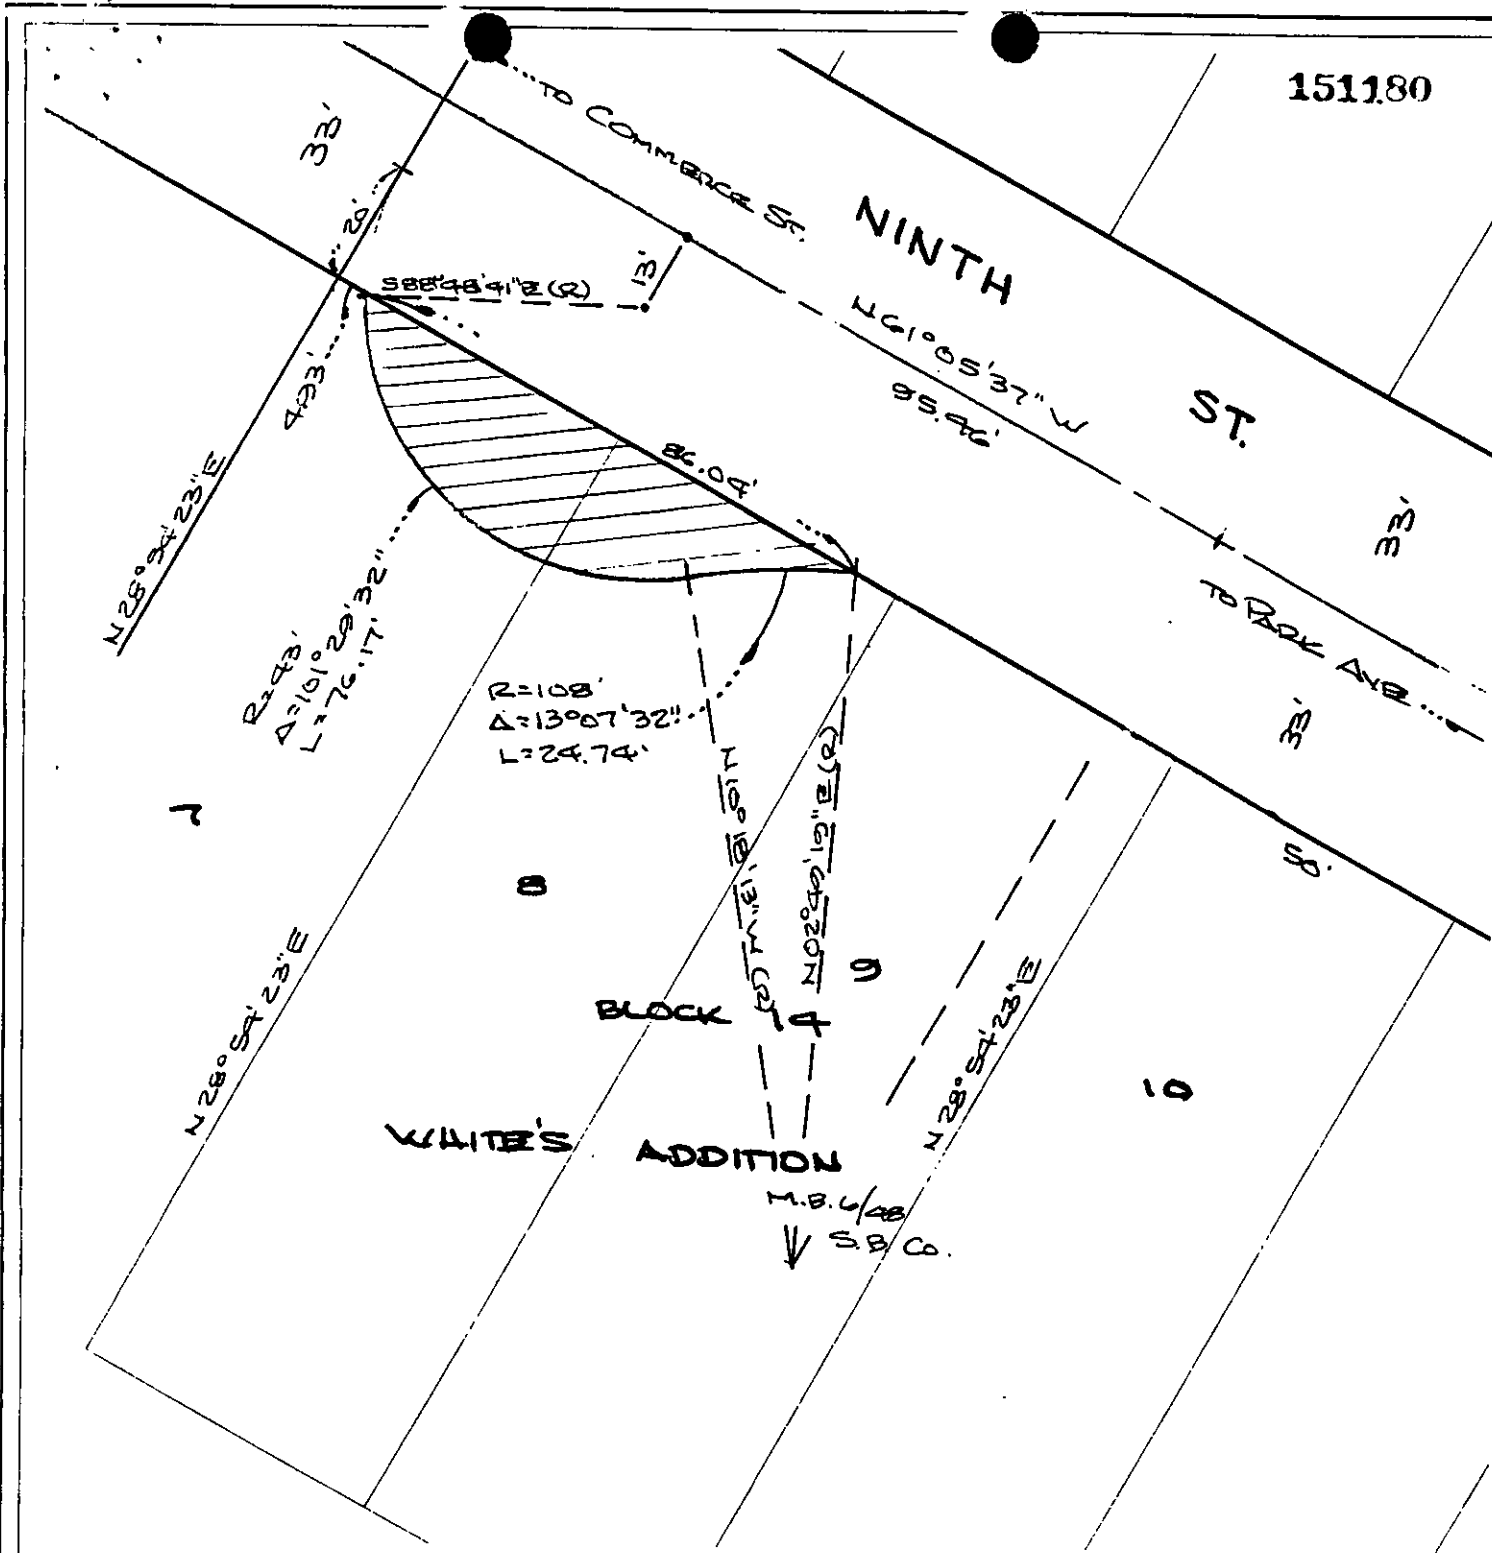 151180
33'
TO COMMERCE ST.
20'
NINTH ST.
S88°48'41"E (R)
13'
N61°05'37"W
95.46'
4.93'
86.04'
33'
N28°54'23"E
TO PARK AVE
R=43'
Δ=101°29'32"
L=76.17'
R=108'
Δ=13°07'32"
L=24.74'
33'
N10°18'13"W (R)
N02°49'19"E (R)
50'
7
8
9
10
N28°54'23"E
N28°54'23"E
BLOCK 14
WHITE'S ADDITION
M.B. 6/48
S.B. Co.